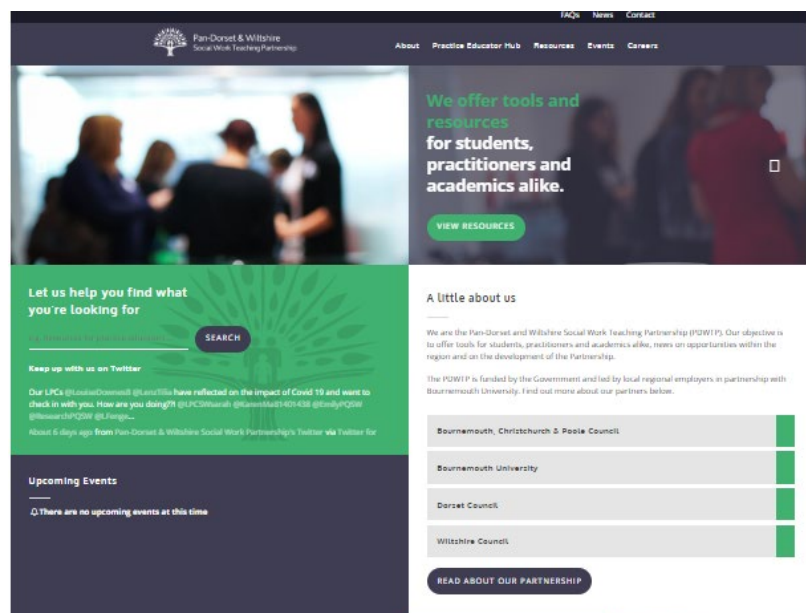 FAQs News Contact
Pan-Dorset & Wiltshire
Social Work Teaching Partnership
About Practice Educator Hub Resources Events Careers
We offer tools and
resources
for students,
practitioners and
academics alike.
VIEW RESOURCES
Let us help you find what
you're looking for
SEARCH
Keep up with us on Twitter
Our LPCs @LouiseDownes8 @LensTilia have reflected on the impact of Covid 19 and want to
check in with you. How are you doing??!
@ResearchPQSW @LFenge...
About 6 days ago from Pan-Dorset & Wiltshire Social Work Partnership's Twitter via Twitter for
Upcoming Events
There are no upcoming events at this time
A little about us
We are the Pan-Dorset and Wiltshire Social Work Teaching Partnership (PDWTP). Our objective is
to offer tools for students, practitioners and academics alike, news on opportunities within the
region and on the development of the Partnership.
The PDWTP is funded by the Government and led by local regional employers in partnership with
Bournemouth University. Find out more about our partners below.
Bournemouth, Christchurch & Poole Council
Bournemouth University
Dorset Council
Wiltshire Council
READ ABOUT OUR PARTNERSHIP